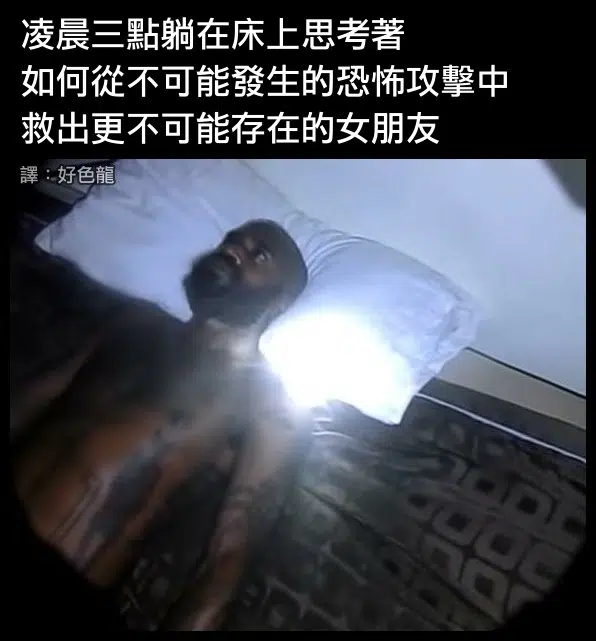 凌晨三點躺在床上思考著
如何從不可能發生的恐怖攻擊中
救出更不可能存在的女朋友
譯：好色龍